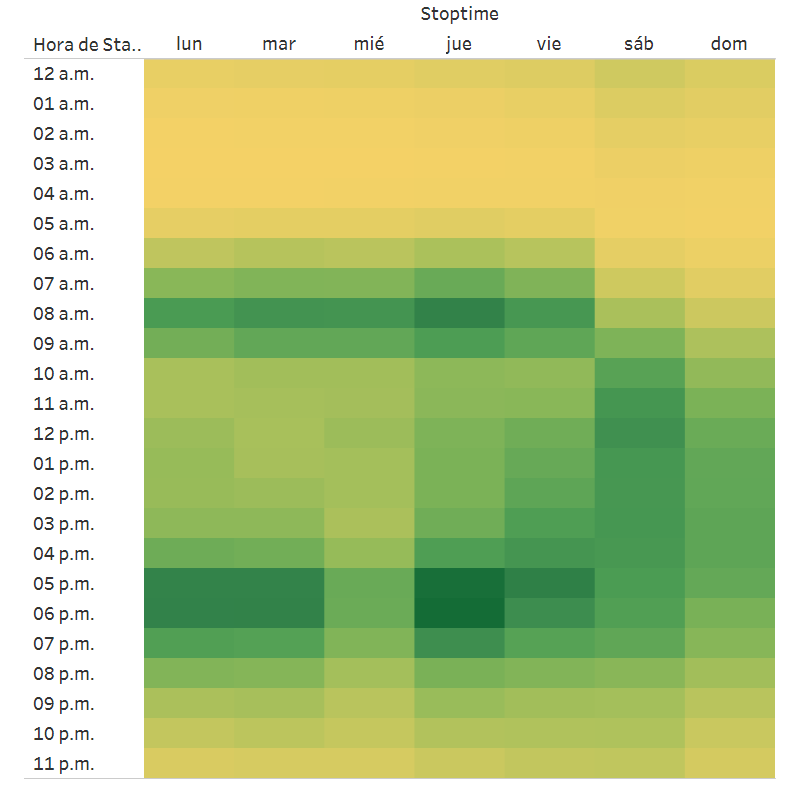 Stoptime
Hora de Sta.. lun mar mié jue vie sáb dom
12 a.m.
01 a.m.
02 a.m.
03 a.m.
04 a.m.
05 a.m.
06 a.m.
07 a.m.
08 a.m.
09 a.m.
10 a.m.
11 a.m.
12 p.m.
01 p.m.
02 p.m.
03 p.m.
04 p.m.
05 p.m.
06 p.m.
07 p.m.
08 p.m.
09 p.m.
10 p.m.
11 p.m.